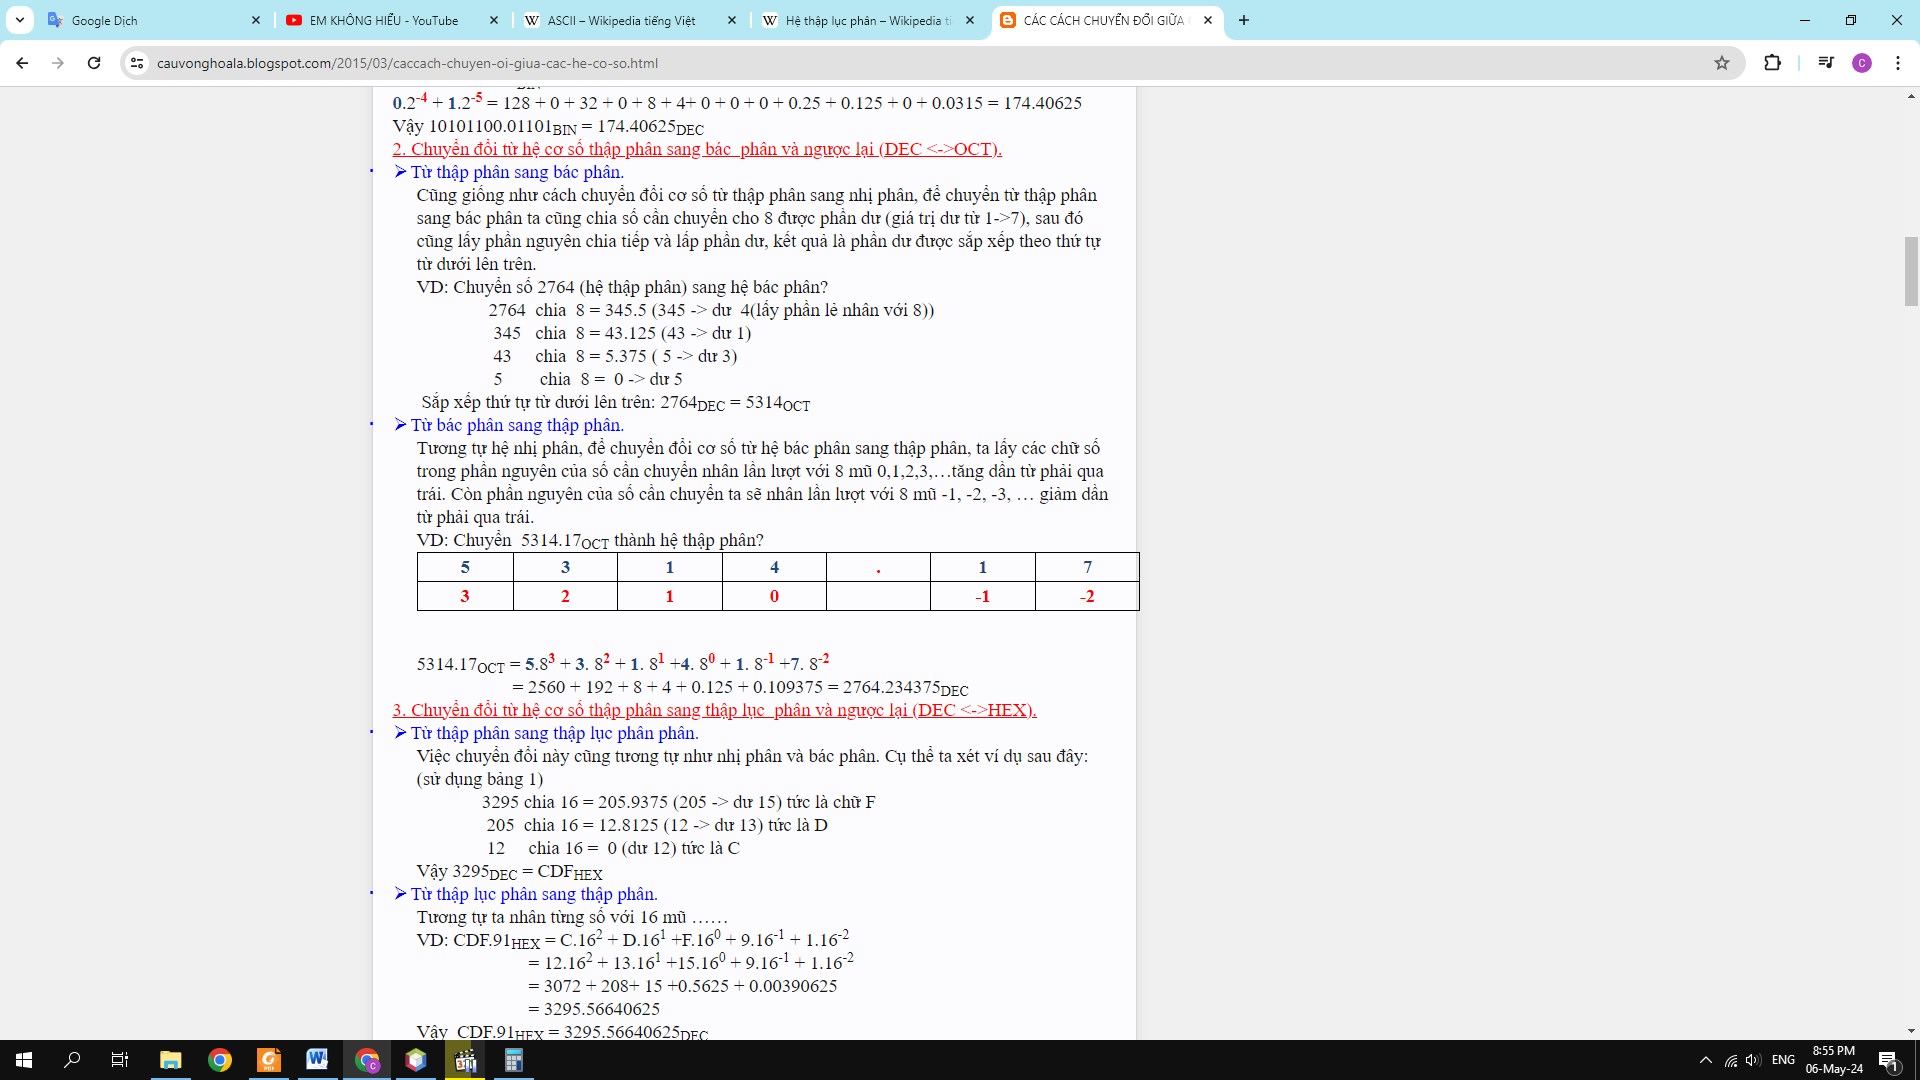 Google Dịch
EM KHÔNG HIỂU - YouTube
ASCII – Wikipedia tiếng Việt
Hệ thập lục phân – Wikipedia ti
CÁC CÁCH CHUYỂN ĐỔI GIỮA
cauvonghoala.blogspot.com/2015/03/caccach-chuyen-oi-giua-cac-he-co-so.html
0.2-4 + 1.2-5 = 128 + 0 + 32 + 0 + 8 + 4+ 0 + 0 + 0 + 0.25 + 0.125 + 0 + 0.0315 = 174.40625
Vậy 10101100.01101BIN = 174.40625DEC
2. Chuyển đổi từ hệ cơ số thập phân sang bác phân và ngược lại (DEC <->OCT).
Từ thập phân sang bác phân.
Cũng giống như cách chuyển đổi cơ số từ thập phân sang nhị phân, để chuyển từ thập phân
sang bác phân ta cũng chia số cần chuyển cho 8 được phần dư (giá trị dư từ 1->7), sau đó
cũng lấy phần nguyên chia tiếp và lấp phần dư, kết quả là phần dư được sắp xếp theo thứ tự
từ dưới lên trên.
VD: Chuyển số 2764 (hệ thập phân) sang hệ bác phân?
2764 chia 8 = 345.5 (345 -> dư 4(lấy phần lẻ nhân với 8))
345 chia 8 = 43.125 (43 -> dư 1)
43 chia 8 = 5.375 ( 5 -> dư 3)
5 chia 8 = 0 -> dư 5
Sắp xếp thứ tự từ dưới lên trên: 2764DEC = 5314OCT
Từ bác phân sang thập phân.
Tương tự hệ nhị phân, để chuyển đổi cơ số từ hệ bác phân sang thập phân, ta lấy các chữ số
trong phần nguyên của số cần chuyển nhân lần lượt với 8 mũ 0,1,2,3,…tăng dần từ phải qua
trái. Còn phần nguyên của số cần chuyển ta sẽ nhân lần lượt với 8 mũ -1, -2, -3, … giảm dần
từ phải qua trái.
VD: Chuyển 5314.17OCT thành hệ thập phân?
5 3 1 4 . 1 7
3 2 1 0 -1 -2
5314.17OCT = 5.83 + 3. 82 + 1. 81 +4. 80 + 1. 8-1 +7. 8-2
= 2560 + 192 + 8 + 4 + 0.125 + 0.109375 = 2764.234375DEC
3. Chuyển đổi từ hệ cơ số thập phân sang thập lục phân và ngược lại (DEC <->HEX).
Từ thập phân sang thập lục phân phân.
Việc chuyển đổi này cũng tương tự như nhị phân và bác phân. Cụ thể ta xét ví dụ sau đây:
(sử dụng bảng 1)
3295 chia 16 = 205.9375 (205 -> dư 15) tức là chữ F
205 chia 16 = 12.8125 (12 -> dư 13) tức là D
12 chia 16 = 0 (dư 12) tức là C
Vậy 3295DEC = CDFHEX
Từ thập lục phân sang thập phân.
Tương tự ta nhân từng số với 16 mũ ……
VD: CDF.91HEX = C.162 + D.161 +F.160 + 9.16-1 + 1.16-2
= 12.162 + 13.161 +15.160 + 9.16-1 + 1.16-2
= 3072 + 208+ 15 +0.5625 + 0.00390625
= 3295.56640625
Vậy CDF.91HEX = 3295.56640625DEC
ENG
8:55 PM
06-May-24